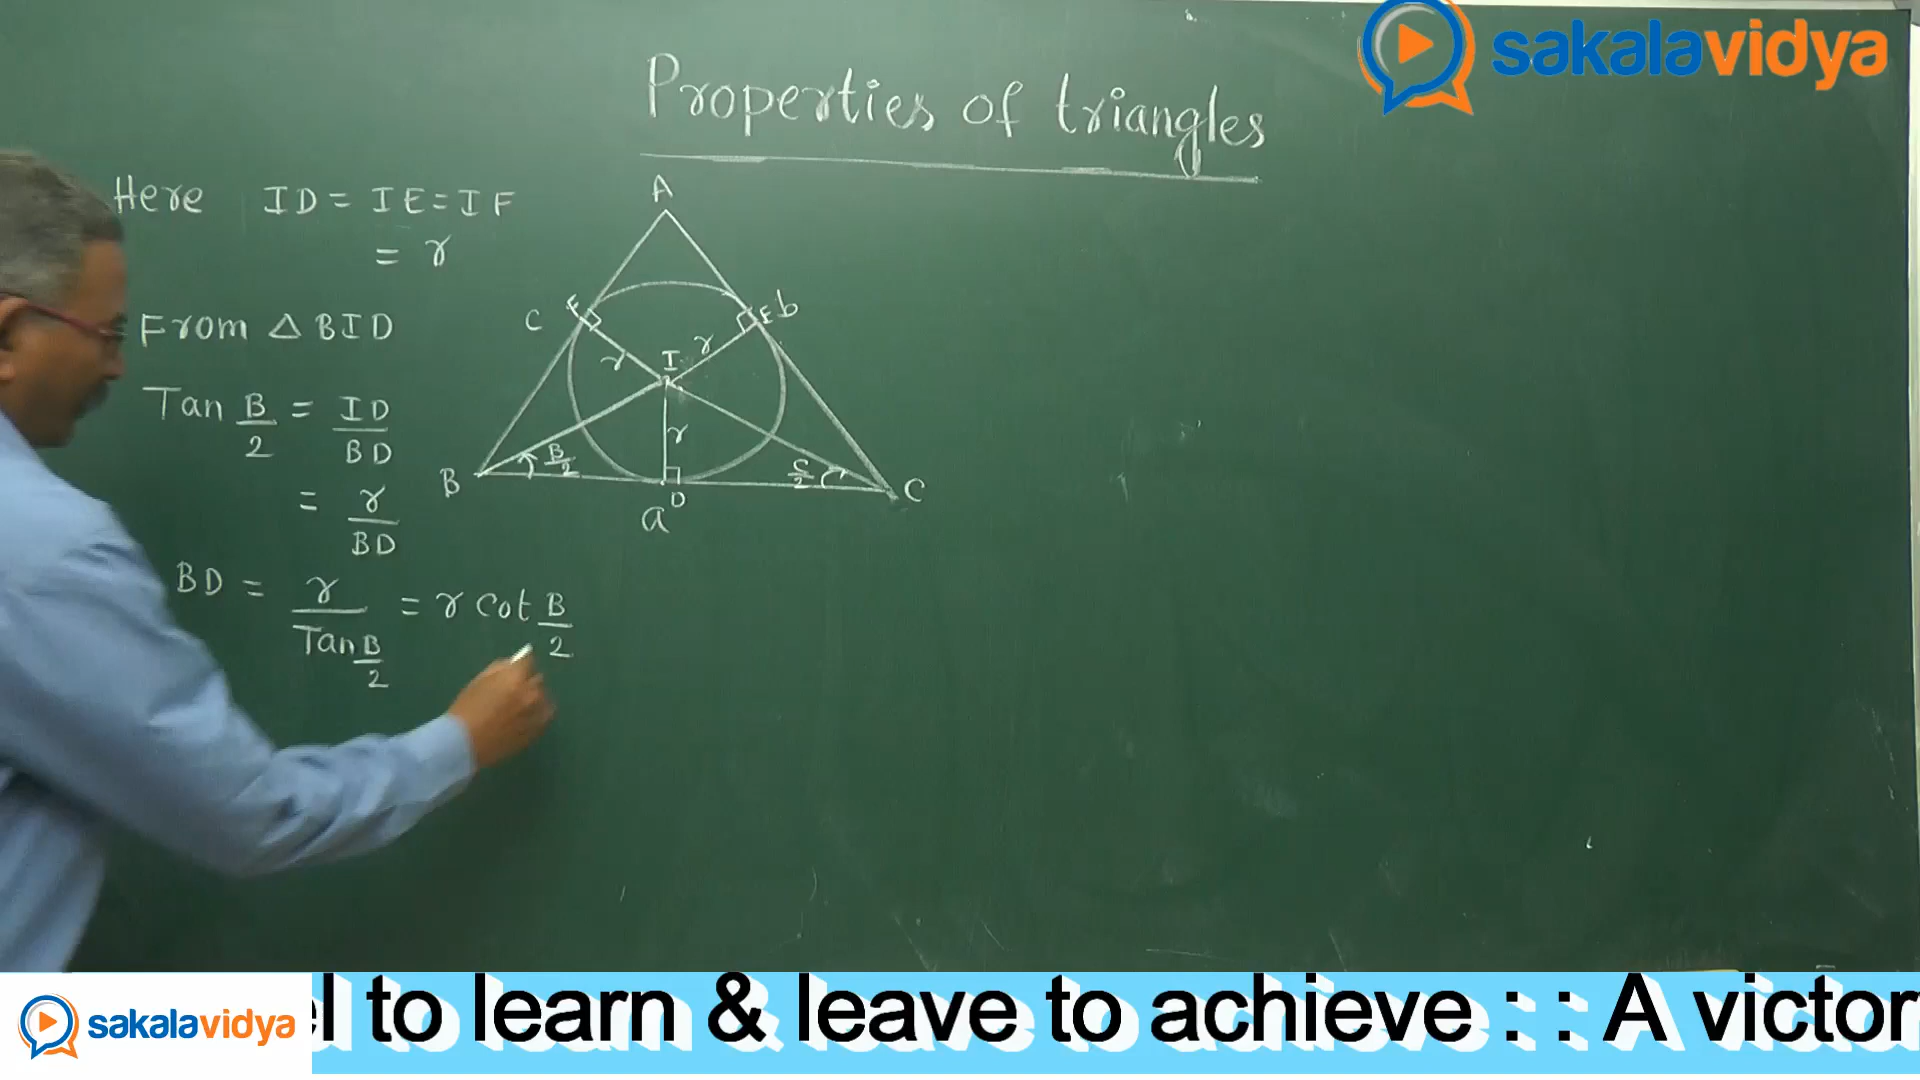 sakalavidya
Properties of triangles
Here ID = IE = IF
= r
From △ BID
Tan B/2 = ID/BD
= r/BD
BD = r/Tan B/2 = r cot B/2
A
F
C
E
b
I
r
r
r
B/2
C/2
B
D
a
C
sakalavidya
l to learn & leave to achieve : : A victor